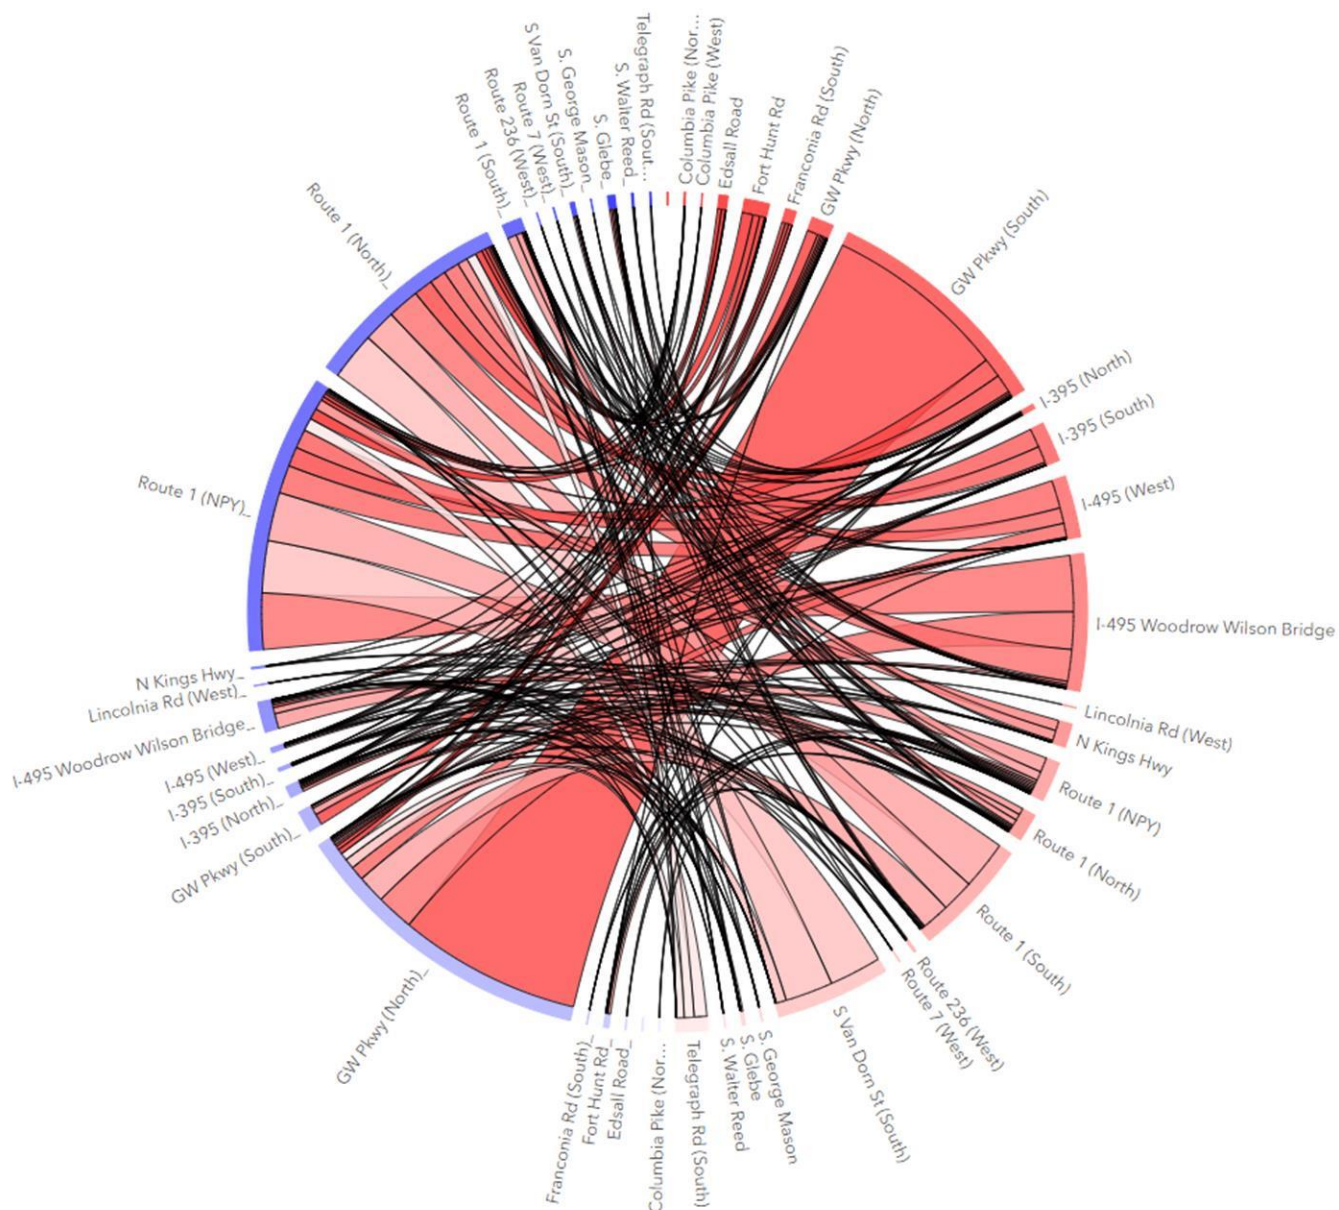 Telegraph Rd (Sout...
Columbia Pike (Nor...
Columbia Pike (West)
Edsall Road
Fort Hunt Rd
Franconia Rd (South)
GW Pkwy (North)
GW Pkwy (South)
I-395 (North)
I-395 (South)
I-495 (West)
I-495 Woodrow Wilson Bridge
Lincolnia Rd (West)
N Kings Hwy
Route 1 (NPY)
Route 1 (North)
Route 1 (South)
Route 236 (West)
Route 7 (West)
S Van Dorn St (South)
S. George Mason
S. Glebe
S. Walter Reed
Telegraph Rd (South)
Columbia Pike (Nor...
Edsall Road_
Fort Hunt Rd_
Franconia Rd (South)_
GW Pkwy (North)_
GW Pkwy (South)_
I-395 (North)_
I-395 (South)_
I-495 (West)_
I-495 Woodrow Wilson Bridge_
Lincolnia Rd (West)_
N Kings Hwy_
Route 1 (NPY)_
Route 1 (North)_
Route 1 (South)_
Route 236 (West)_
Route 7 (West)_
S Van Dorn St (South)_
S. George Mason_
S. Glebe_
S. Walter Reed_